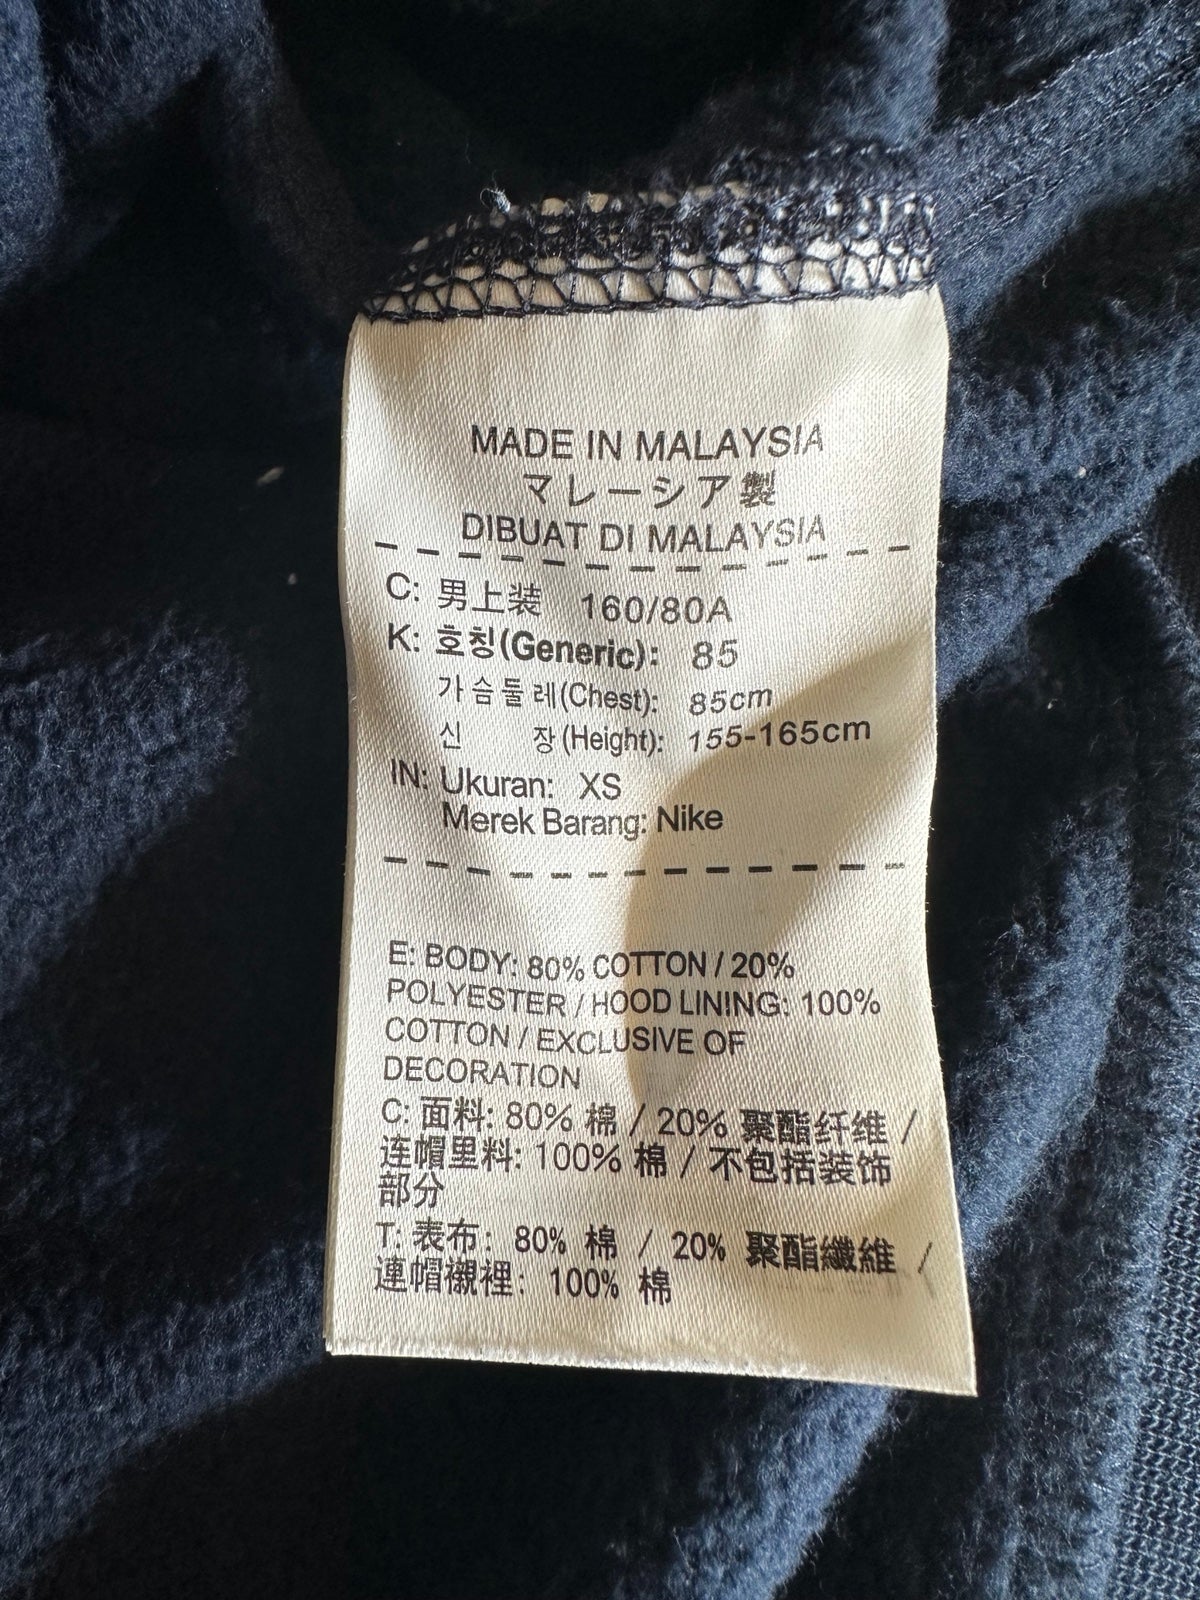 MADE IN MALAYSIA
マレーシア製
DIBUAT DI MALAYSIA
C: 男上装 160/80A
K: 호칭(Generic): 85
가슴둘레(Chest): 85cm
신 장(Height): 155-165cm
IN: Ukuran: XS
Merek Barang: Nike
E: BODY: 80% COTTON / 20%
POLYESTER / HOOD LINING: 100%
COTTON / EXCLUSIVE OF
DECORATION
C: 面料: 80% 棉 / 20% 聚酯纤维 /
连帽里料: 100% 棉 / 不包括装饰
部分
T: 表布: 80% 棉 / 20% 聚酯纖維 /
連帽襯裡: 100% 棉